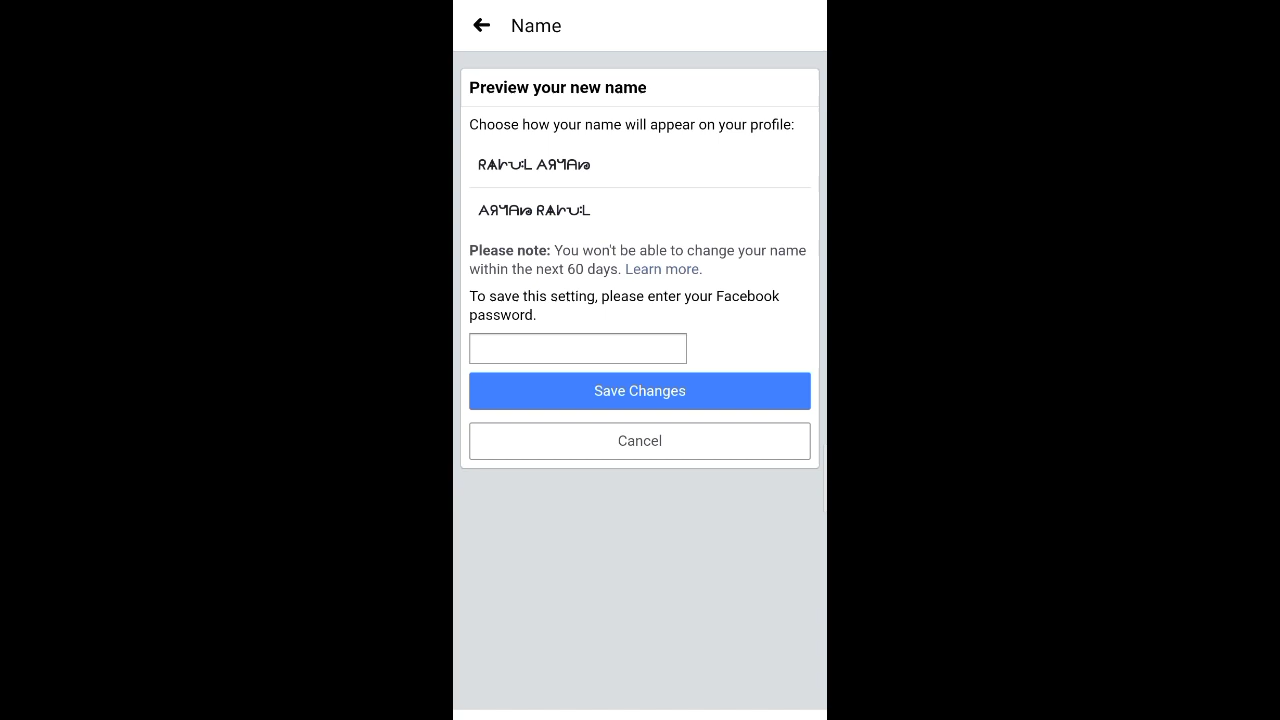 Name
Preview your new name
Choose how your name will appear on your profile:
Please note: You won't be able to change your name
within the next 60 days. Learn more.
To save this setting, please enter your Facebook
password.
Save Changes
Cancel